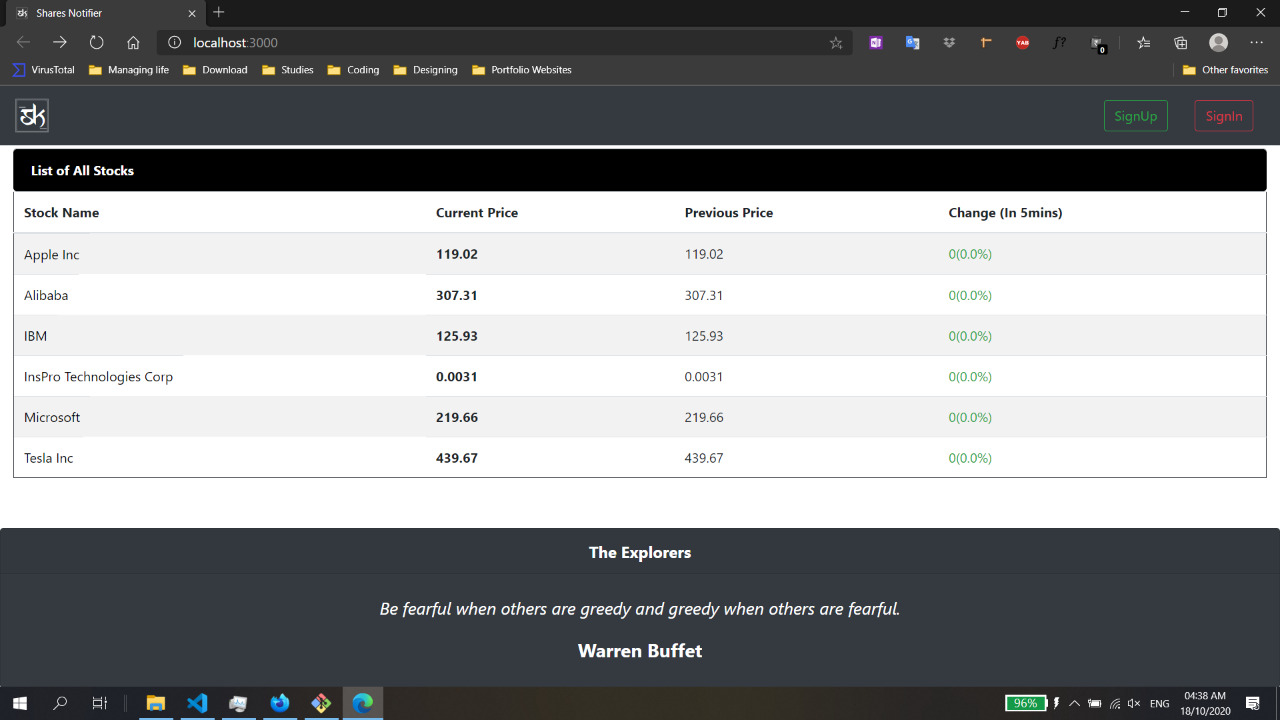 Shares Notifier
localhost:3000
VirusTotal Managing life Download Studies Coding Designing Portfolio Websites Other favorites
SignUp SignIn
List of All Stocks
Stock Name Current Price Previous Price Change (In 5mins)
Apple Inc 119.02 119.02 0(0.0%)
Alibaba 307.31 307.31 0(0.0%)
IBM 125.93 125.93 0(0.0%)
InsPro Technologies Corp 0.0031 0.0031 0(0.0%)
Microsoft 219.66 219.66 0(0.0%)
Tesla Inc 439.67 439.67 0(0.0%)
The Explorers
Be fearful when others are greedy and greedy when others are fearful.
Warren Buffet
96% ENG 04:38 AM
18/10/2020